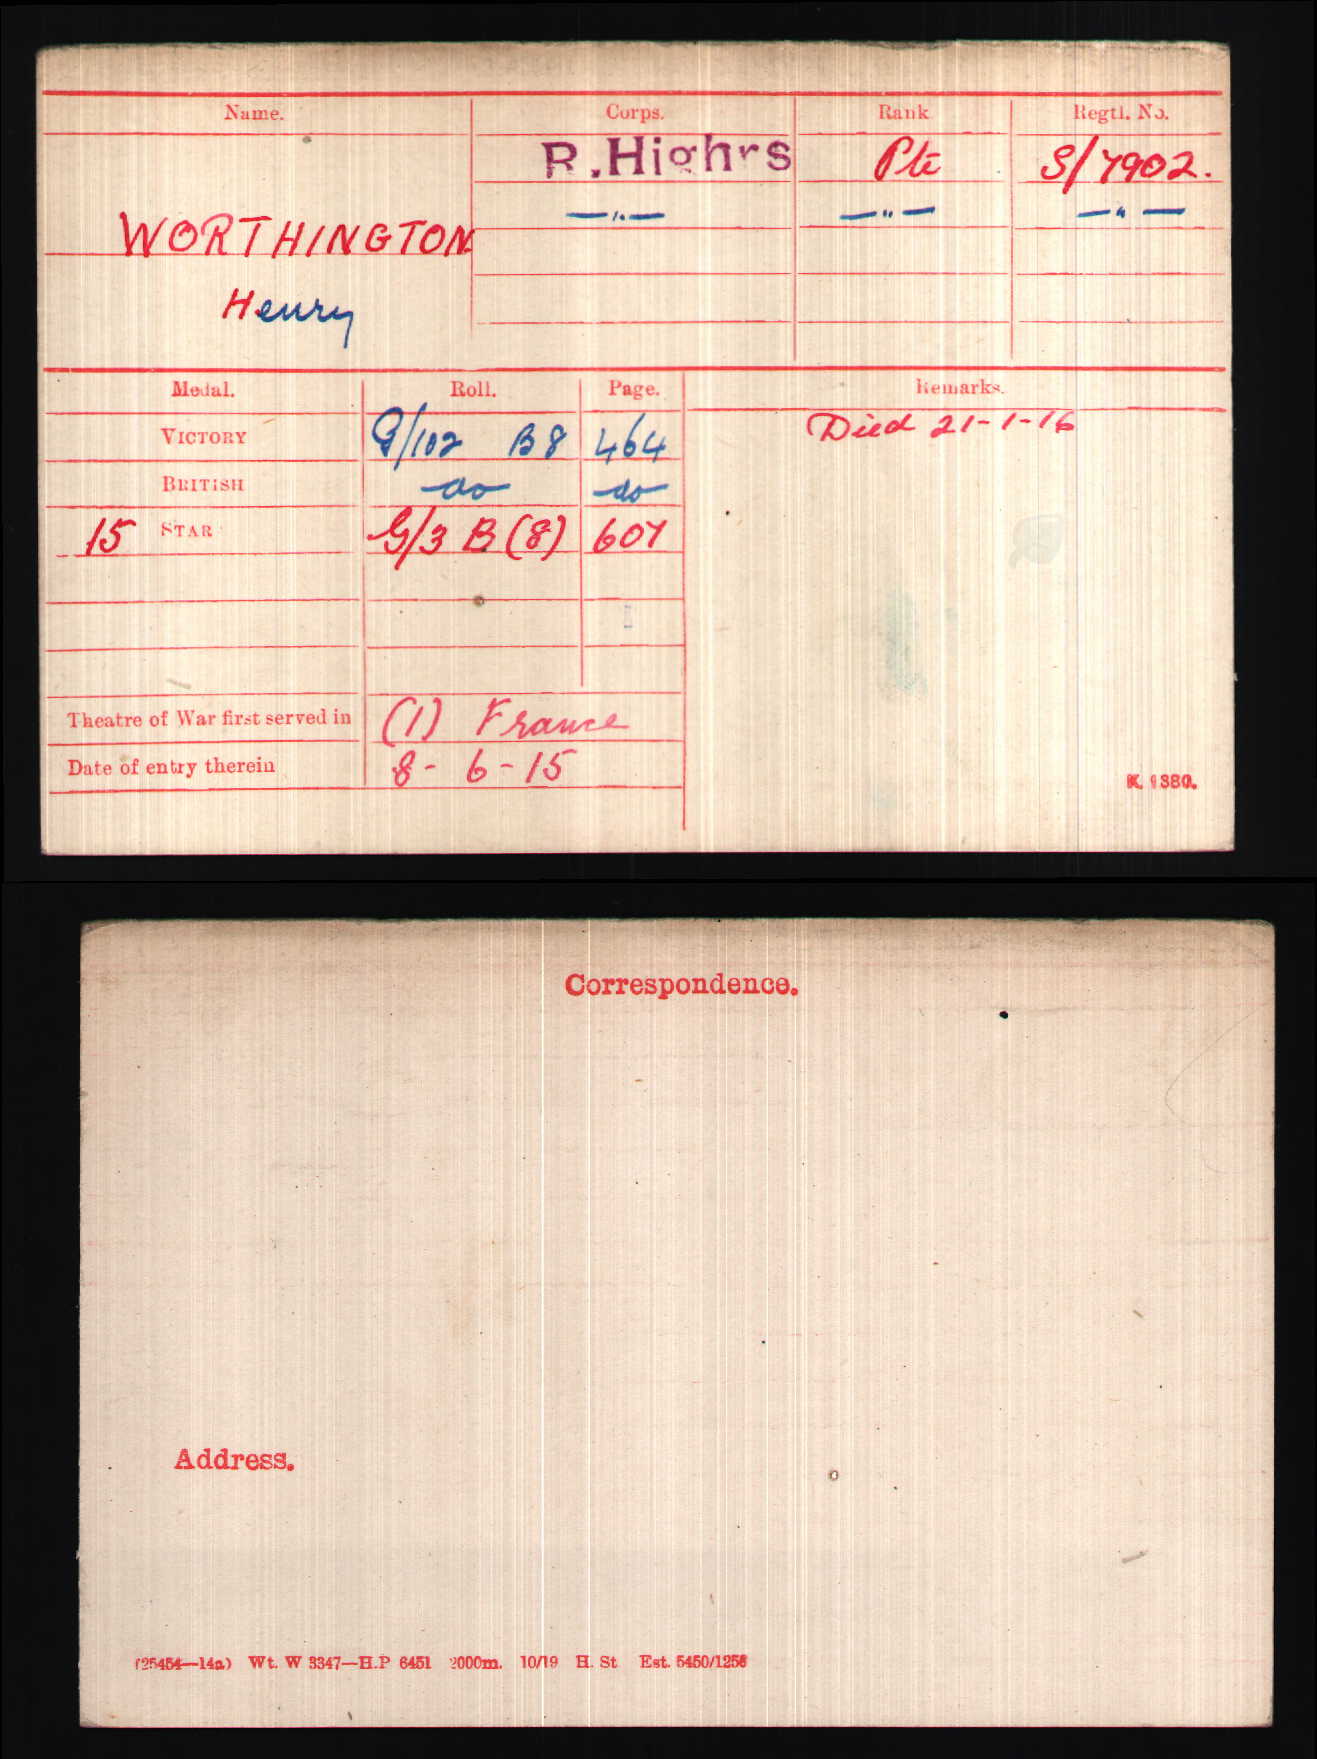 Name. Corps. Rank Regtl. No.
R.Highrs Pte S/7902.
—"— —"— —"—
WORTHINGTON
Henry
Medal. Roll. Page. Remarks.
VICTORY G/102 B8 464 Died 21-1-16
BRITISH do do
15 STAR G/3 B (8) 607
Theatre of War first served in (1) France
Date of entry therein 8-6-15
K. 1380.
Correspondence.
Address.
(25454—14a) Wt. W 3347—H.P 6451 2000m. 10/19 H. St Est. 5450/1256